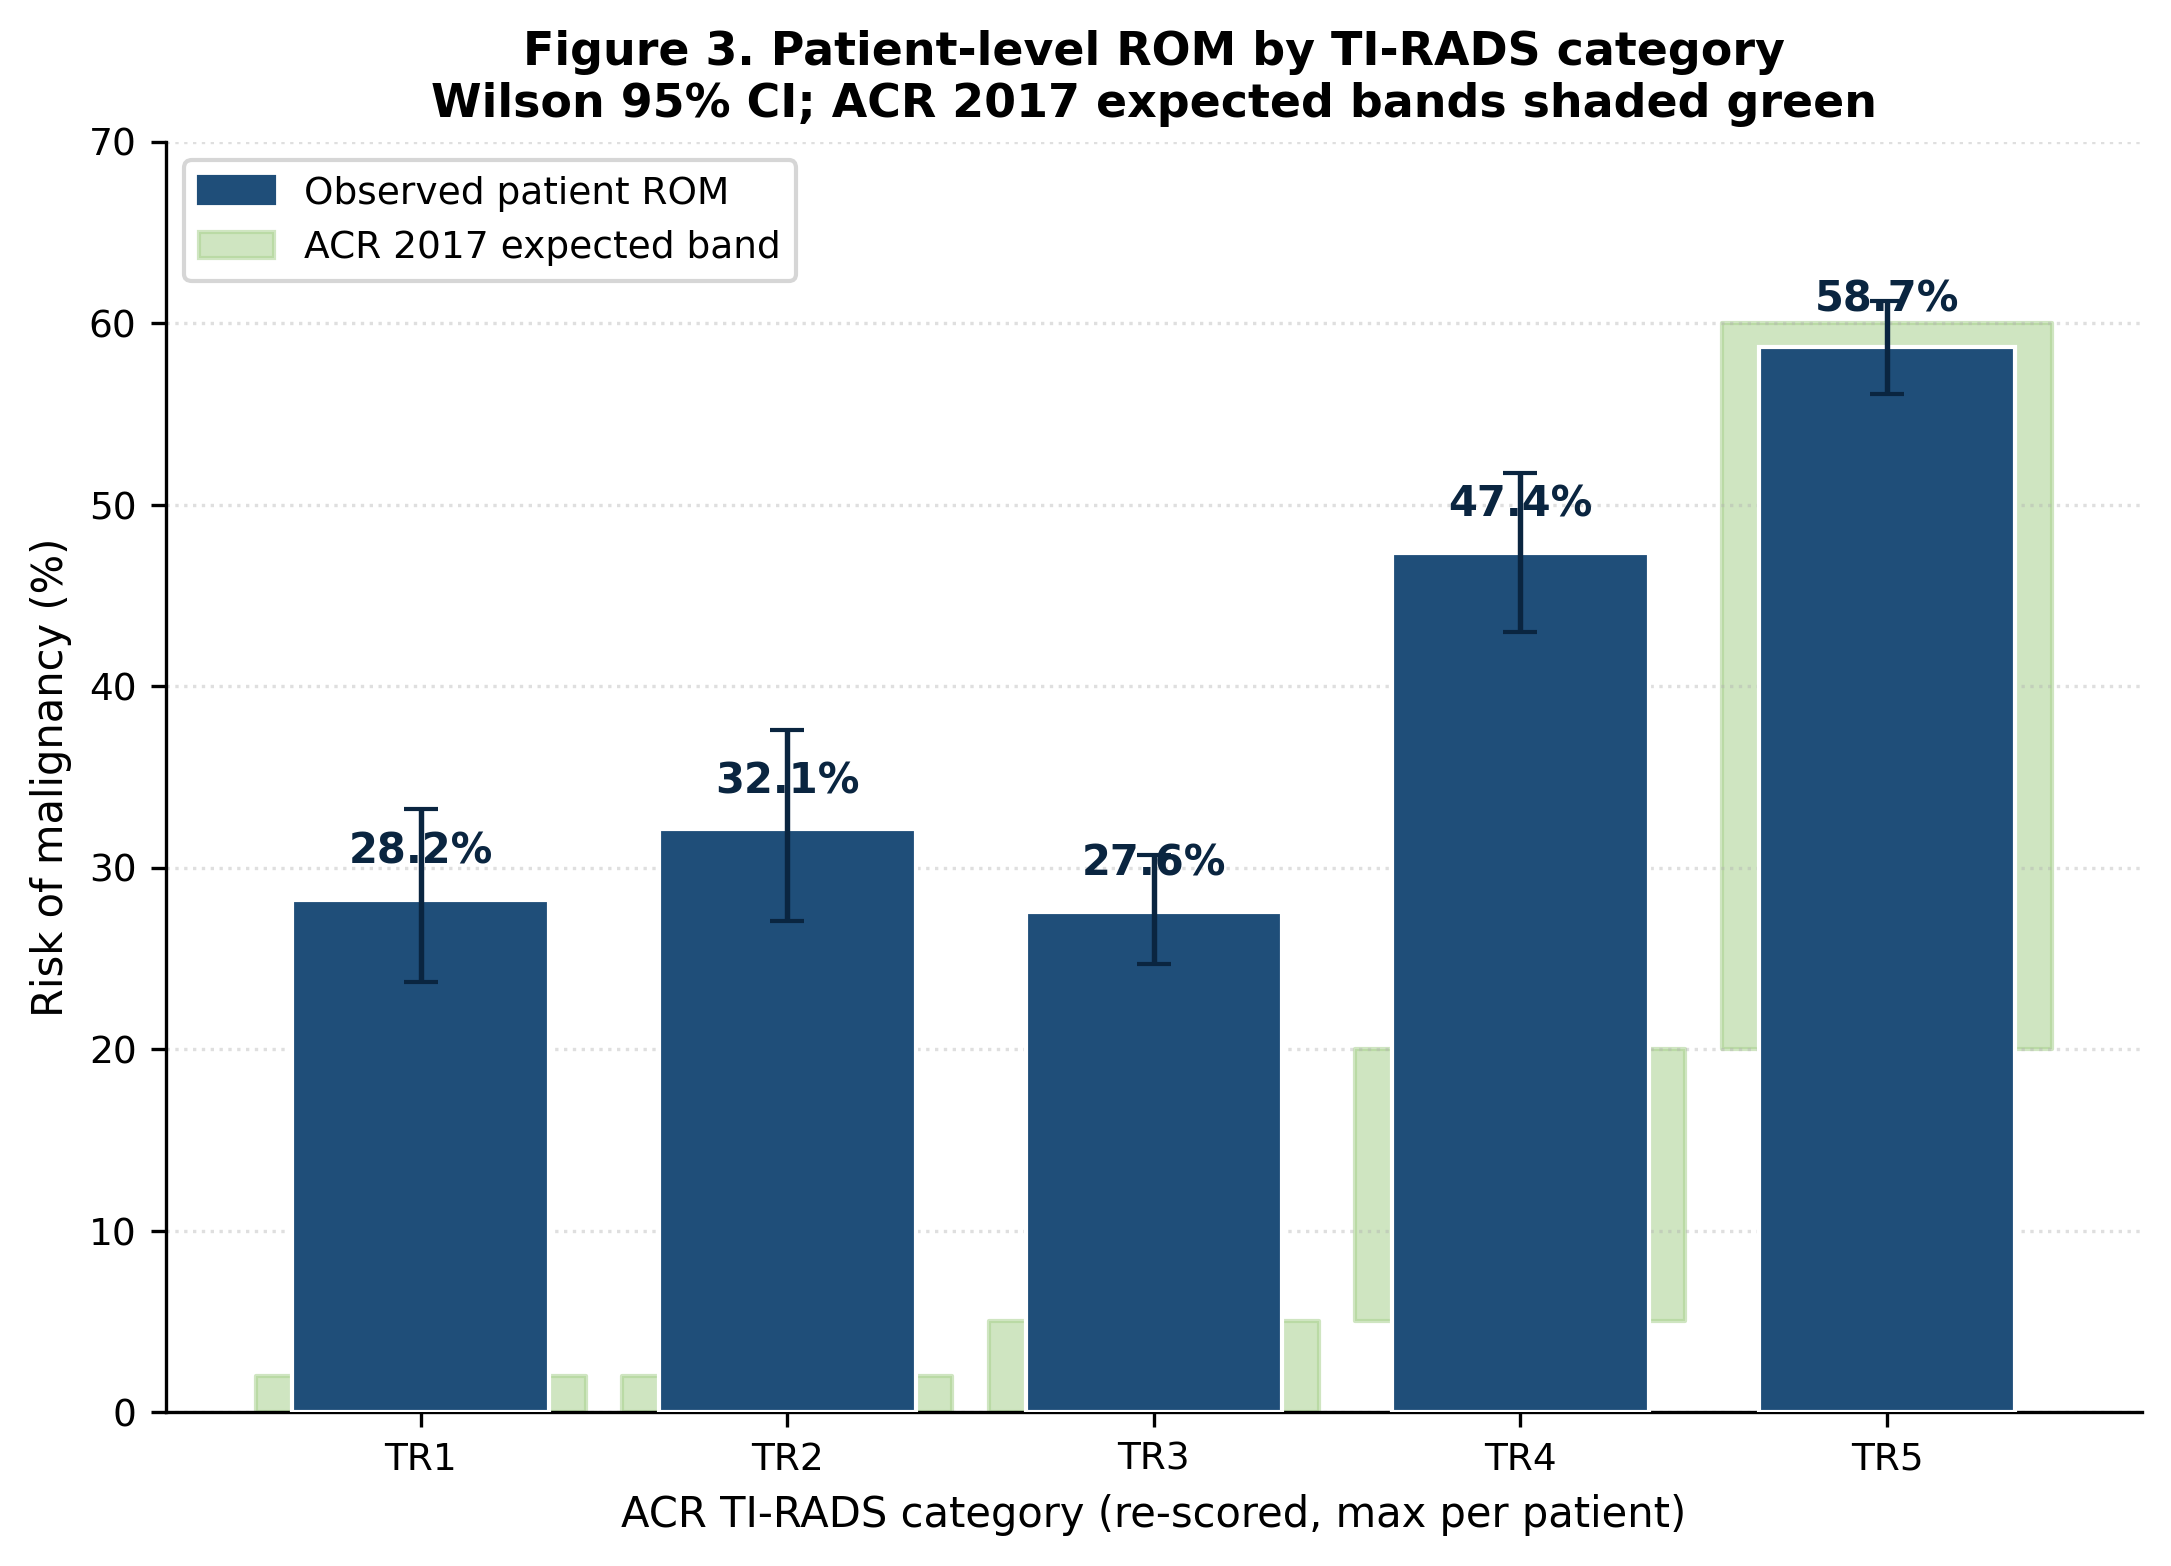 Figure 3. Patient-level ROM by TI-RADS category
Wilson 95% CI; ACR 2017 expected bands shaded green
Observed patient ROM
ACR 2017 expected band
Risk of malignancy (%)
70
60
50
40
30
20
10
0
28.2%
32.1%
27.6%
47.4%
58.7%
TR1
TR2
TR3
TR4
TR5
ACR TI-RADS category (re-scored, max per patient)